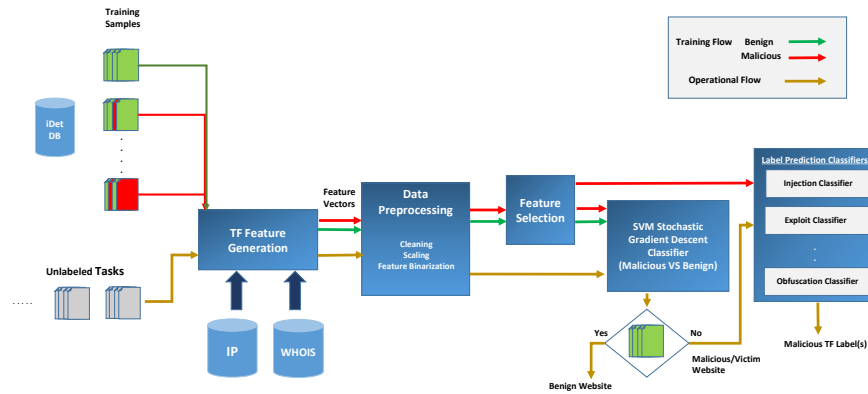 Training
Samples
Training Flow
Benign
Malicious
Operational Flow
iDet
DB
.
.
.
.
Label Prediction Classifiers
Injection Classifier
Exploit Classifier
.
.
Obfuscation Classifier
Feature
Vectors
Data
Preprocessing
Cleaning
Scaling
Feature Binarization
Feature
Selection
TF Feature
Generation
SVM Stochastic
Gradient Descent
Classifier
(Malicious VS Benign)
Unlabeled Tasks
.....
IP
WHOIS
Yes
No
Malicious/Victim
Website
Benign Website
Malicious TF Label(s)